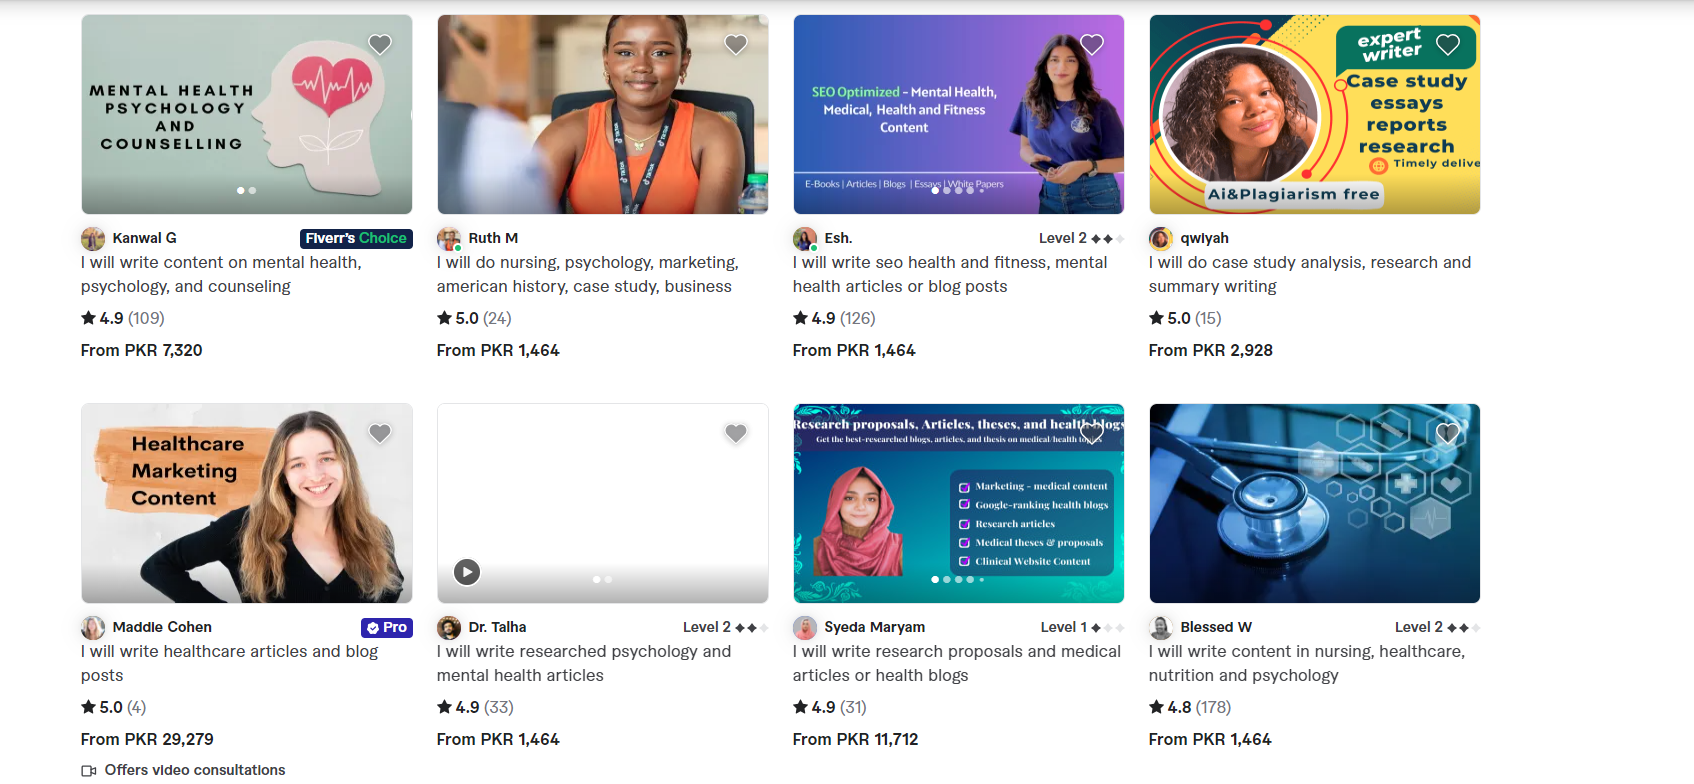 MENTAL HEALTH
PSYCHOLOGY
AND
COUNSELLING
Kanwal G
Fiverr's Choice
I will write content on mental health,
psychology, and counseling
4.9 (109)
From PKR 7,320
TikTok
TikTok
Ruth M
I will do nursing, psychology, marketing,
american history, case study, business
5.0 (24)
From PKR 1,464
SEO Optimized - Mental Health,
Medical, Health and Fitness
Content
E-Books | Articles | Blogs | Essays | White Papers
Esh.
Level 2
I will write seo health and fitness, mental
health articles or blog posts
4.9 (126)
From PKR 1,464
expert
writer
Case study
essays
reports
research
Timely delive
Ai&Plagiarism free
qwiyah
I will do case study analysis, research and
summary writing
5.0 (15)
From PKR 2,928
Healthcare
Marketing
Content
Maddie Cohen
Pro
I will write healthcare articles and blog
posts
5.0 (4)
From PKR 29,279
Offers video consultations
Dr. Talha
Level 2
I will write researched psychology and
mental health articles
4.9 (33)
From PKR 1,464
Research proposals, Articles, theses, and health blogs
Get the best-researched blogs, articles, and thesis on medical/health topics
Marketing - medical content
Google-ranking health blogs
Research articles
Medical theses & proposals
Clinical Website Content
Syeda Maryam
Level 1
I will write research proposals and medical
articles or health blogs
4.9 (31)
From PKR 11,712
Blessed W
Level 2
I will write content in nursing, healthcare,
nutrition and psychology
4.8 (178)
From PKR 1,464